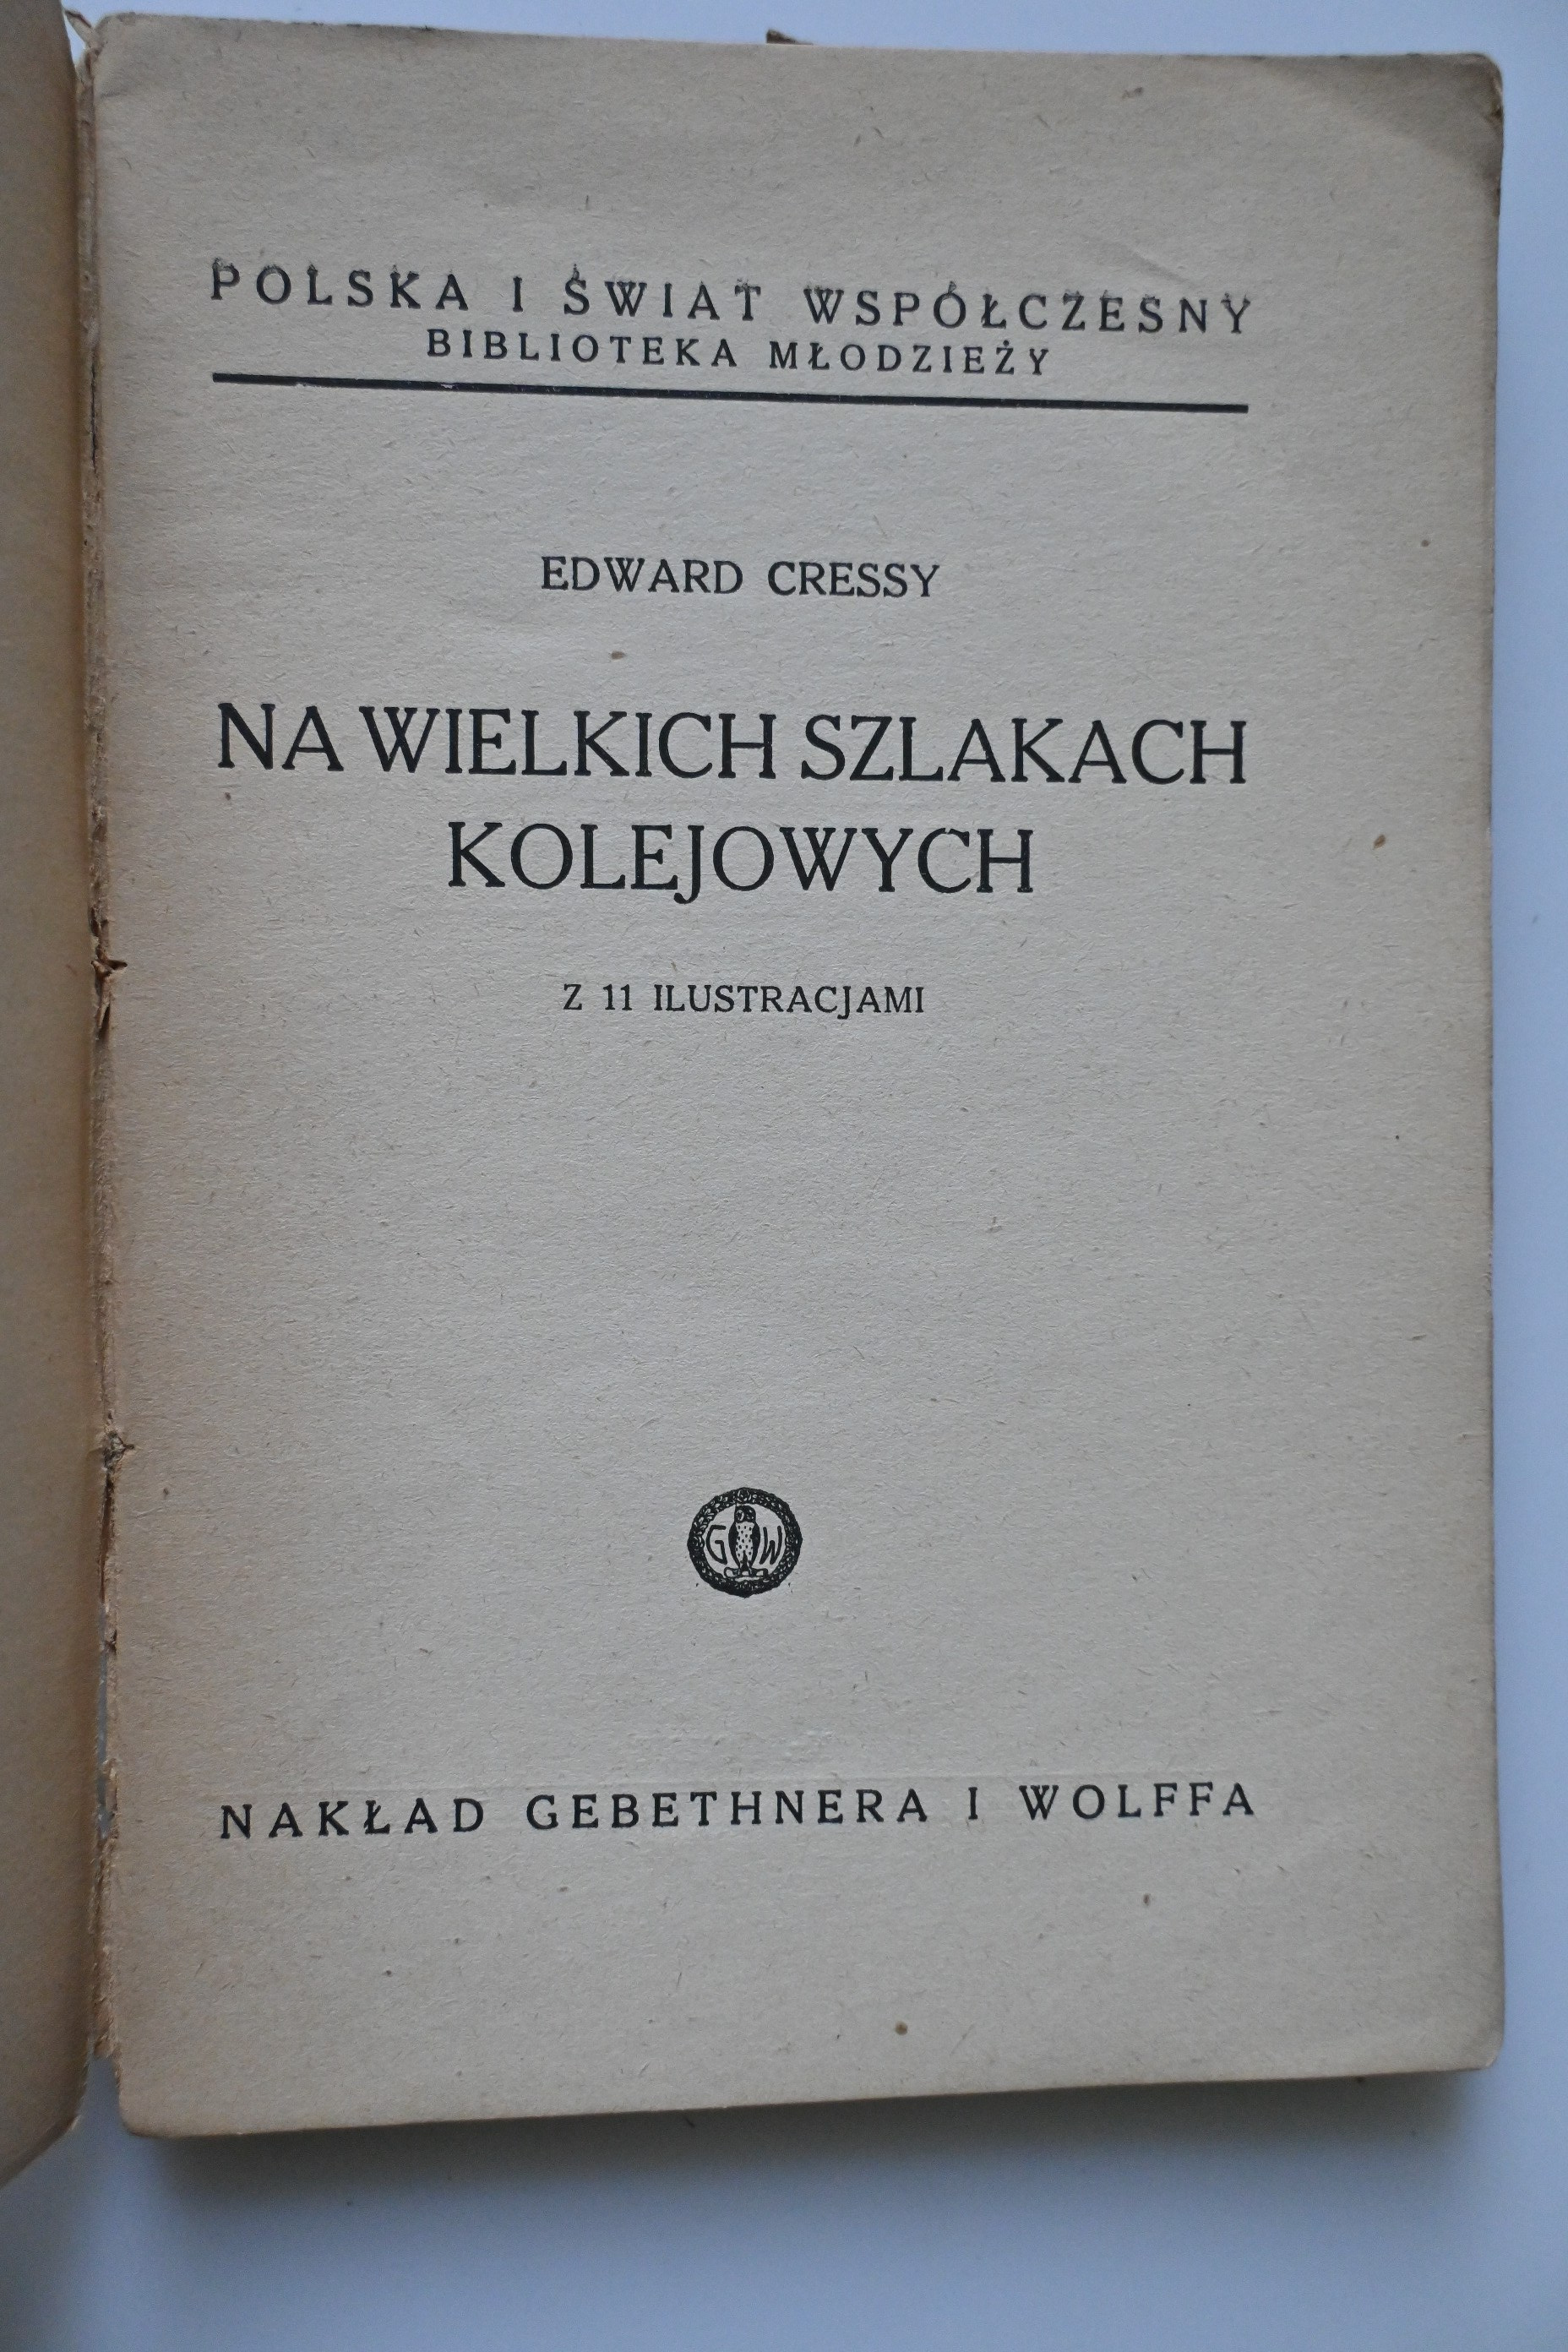 POLSKA I ŚWIAT WSPÓŁCZESNY
BIBLIOTEKA MŁODZIEŻY
EDWARD CRESSY
NA WIELKICH SZLAKACH
KOLEJOWYCH
Z 11 ILUSTRACJAMI
G W
NAKŁAD GEBETHNERA I WOLFFA